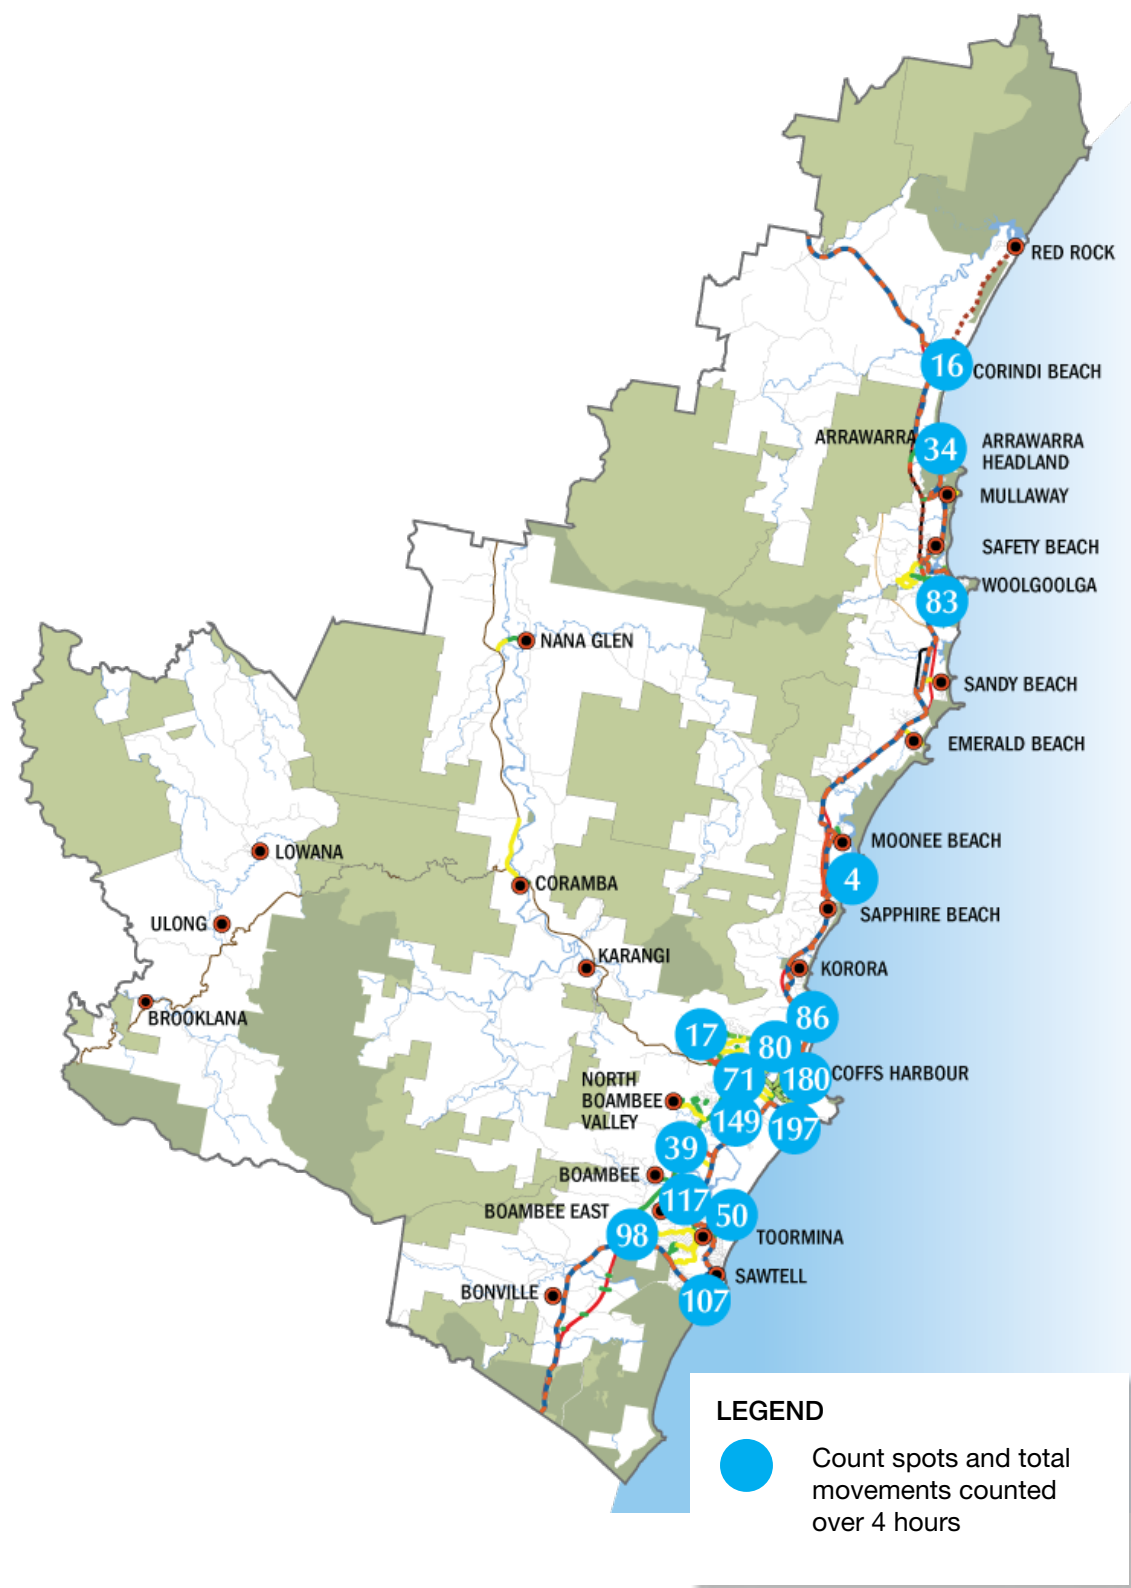 RED ROCK
16
CORINDI BEACH
ARRAWARRA
34
ARRAWARRA
HEADLAND
MULLAWAY
SAFETY BEACH
WOOLGOOLGA
83
NANA GLEN
SANDY BEACH
EMERALD BEACH
MOONEE BEACH
LOWANA
CORAMBA
4
SAPPHIRE BEACH
ULONG
KARANGI
KORORA
BROOKLANA
86
17
80
71
180
COFFS HARBOUR
NORTH
BOAMBEE
VALLEY
149
197
39
BOAMBEE
117
BOAMBEE EAST
50
98
TOORMINA
SAWTELL
BONVILLE
107
LEGEND
Count spots and total
movements counted
over 4 hours